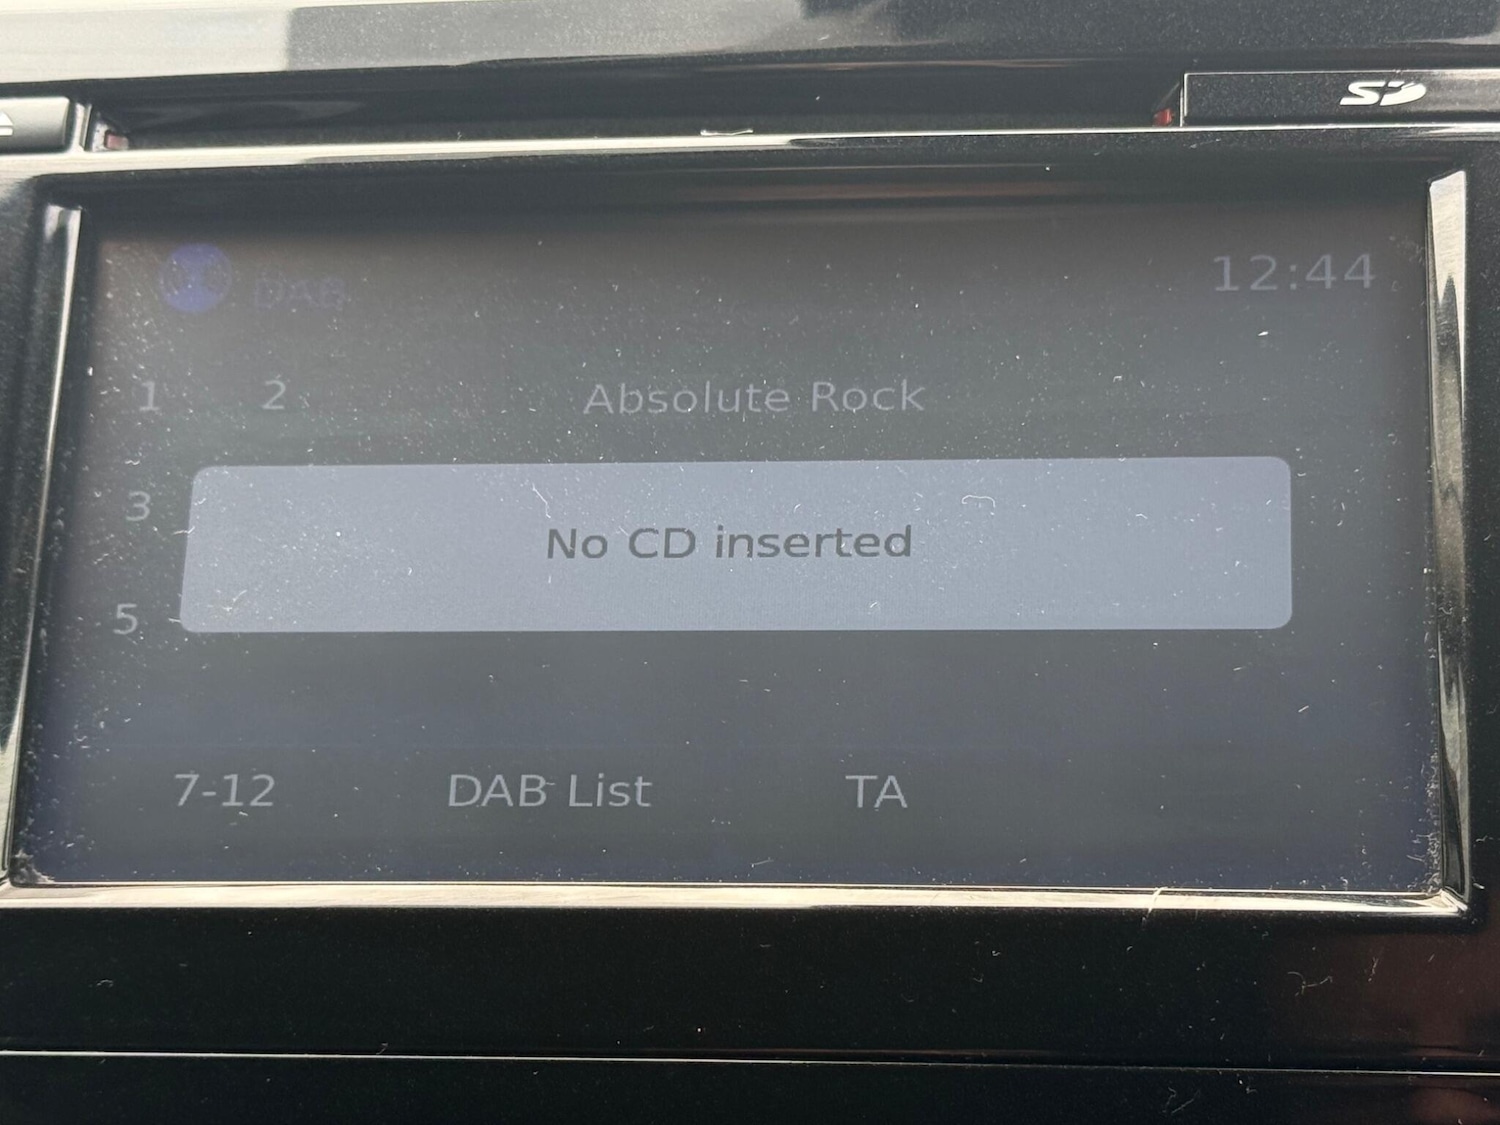 SD
DAB 12:44
1 2 Absolute Rock
3
No CD inserted
5
7-12 DAB List TA